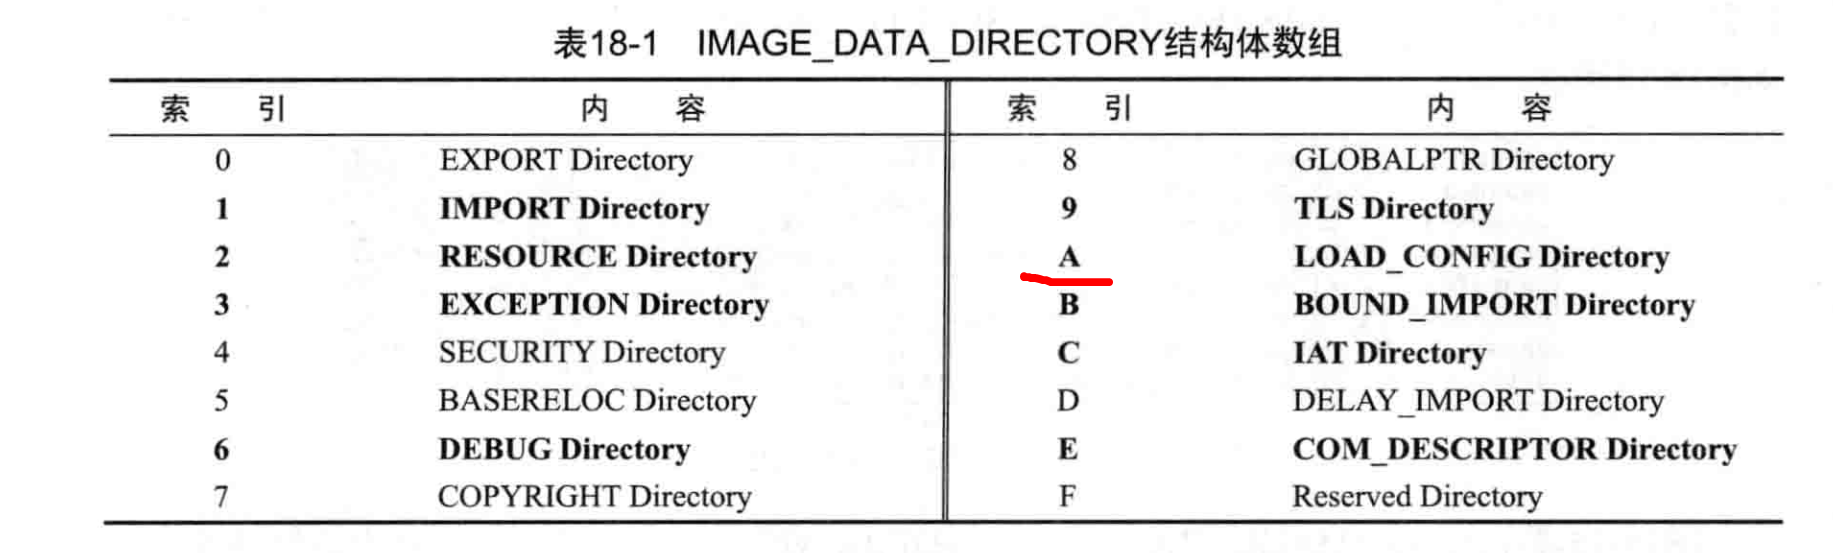 表18-1 IMAGE_DATA_DIRECTORY结构体数组
索 引 内 容 索 引 内 容
0 EXPORT Directory 8 GLOBALPTR Directory
1 IMPORT Directory 9 TLS Directory
2 RESOURCE Directory A LOAD_CONFIG Directory
3 EXCEPTION Directory B BOUND_IMPORT Directory
4 SECURITY Directory C IAT Directory
5 BASERELOC Directory D DELAY_IMPORT Directory
6 DEBUG Directory E COM_DESCRIPTOR Directory
7 COPYRIGHT Directory F Reserved Directory